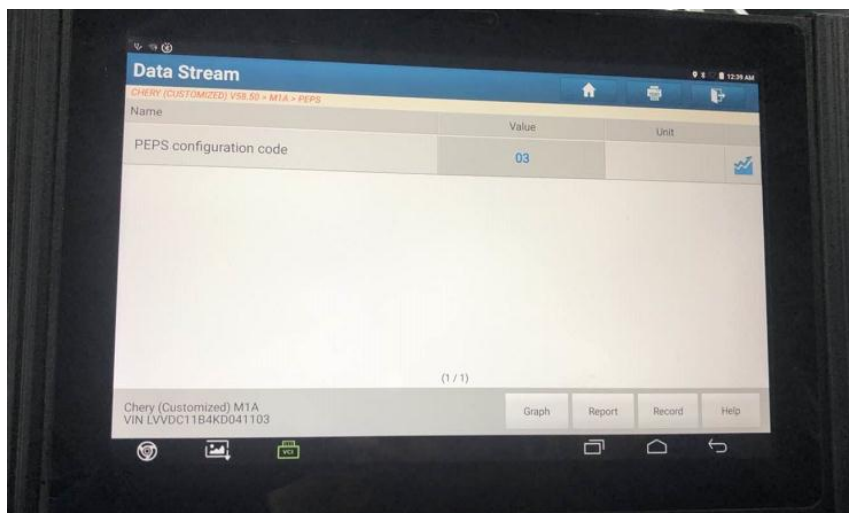 12:39 AM
Data Stream
CHERY (CUSTOMIZED) V58.50 > M1A > PEPS
Name Value Unit
PEPS configuration code 03
(1 / 1)
Chery (Customized) M1A
VIN LVVDC11B4KD041103
Graph Report Record Help
VCI